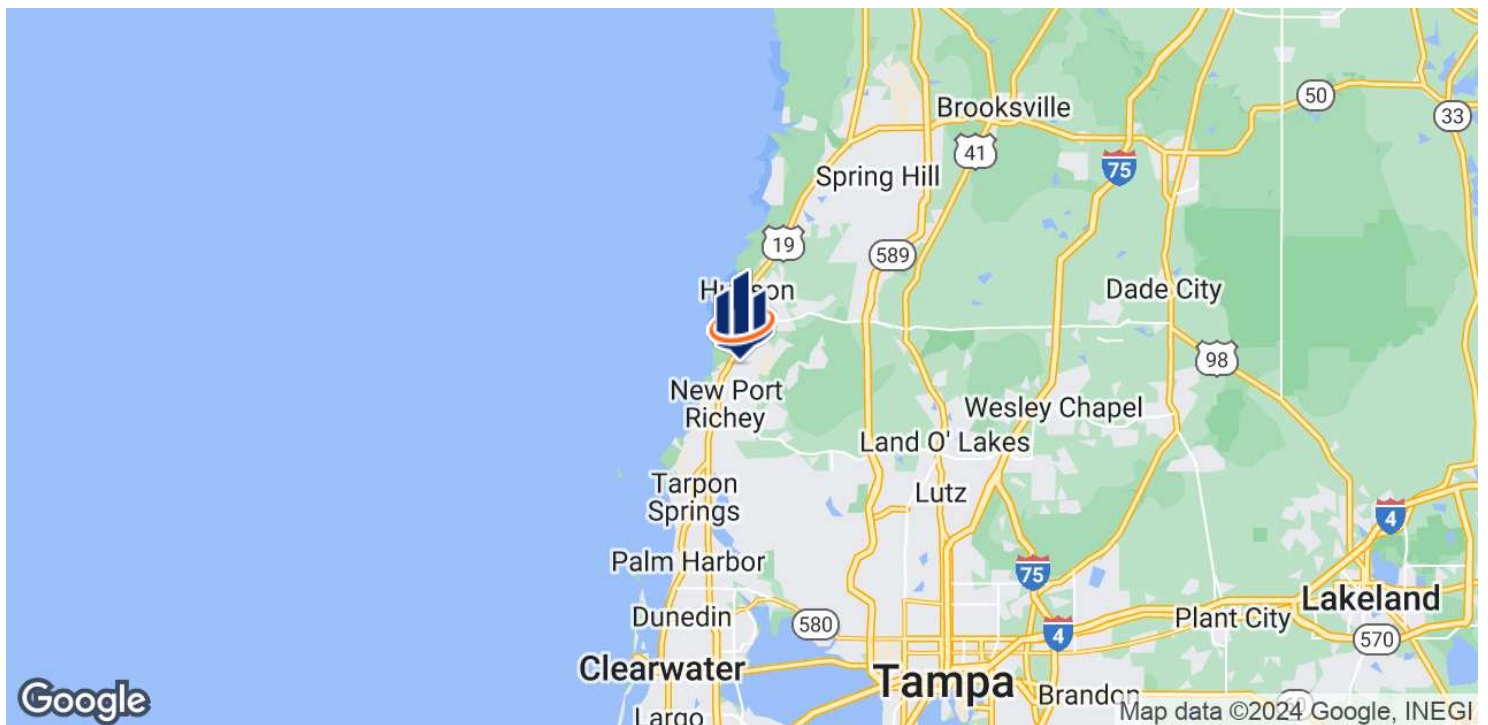 Brooksville
50
33
41
75
Spring Hill
19
589
Hudson
Dade City
98
New Port
Richey
Wesley Chapel
Land O' Lakes
Tarpon
Springs
Lutz
4
Palm Harbor
75
Lakeland
Dunedin
580
Plant City
4
570
Clearwater
Tampa
Brandon
Largo
Google
Map data ©2024 Google, INEGI